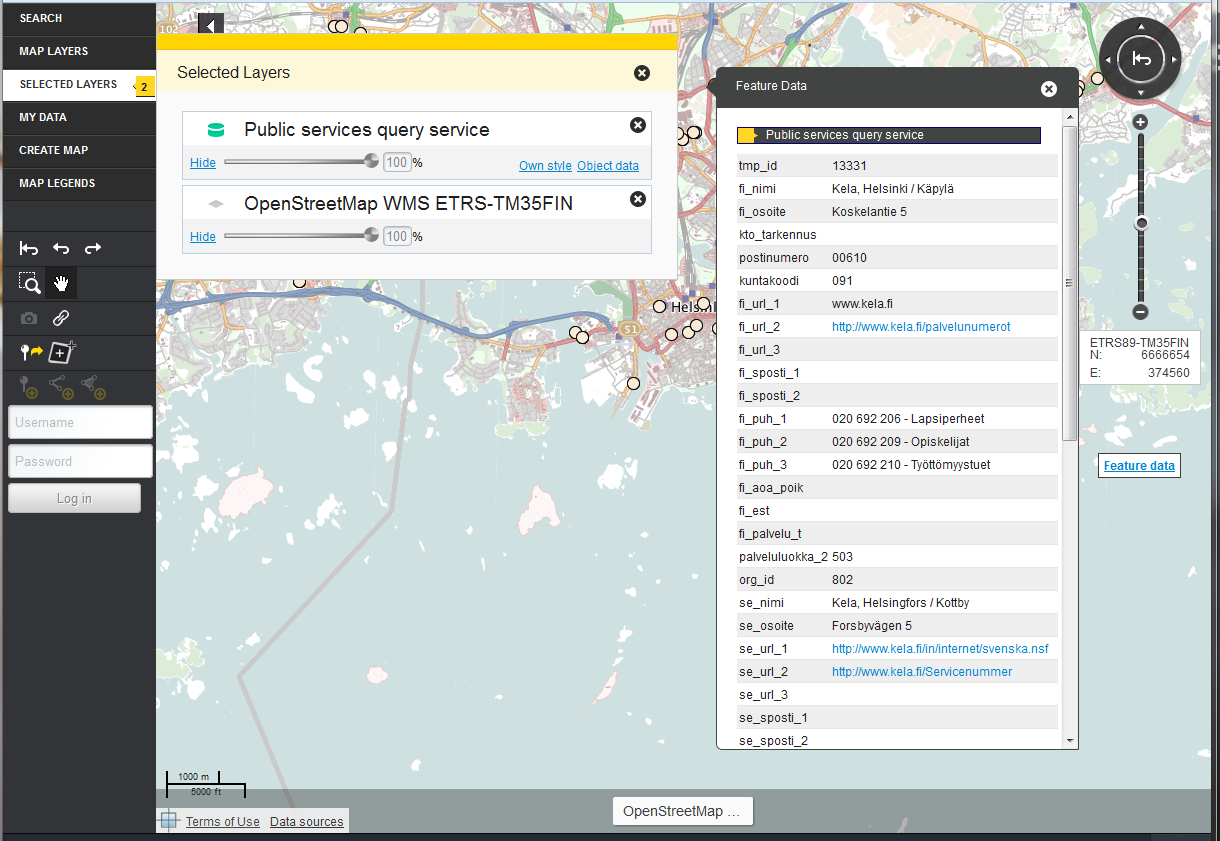 SEARCH
MAP LAYERS
SELECTED LAYERS 2
MY DATA
CREATE MAP
MAP LEGENDS
Username
Password
Log in
102
Selected Layers
Public services query service
Hide 100 % Own style Object data
OpenStreetMap WMS ETRS-TM35FIN
Hide 100 %
51
Feature Data
Public services query service
tmp_id 13331
fi_nimi Kela, Helsinki / Käpylä
fi_osoite Koskelantie 5
kto_tarkennus
postinumero 00610
kuntakoodi 091
fi_url_1 www.kela.fi
fi_url_2 http://www.kela.fi/palvelunumerot
fi_url_3
fi_sposti_1
fi_sposti_2
fi_puh_1 020 692 206 - Lapsiperheet
fi_puh_2 020 692 209 - Opiskelijat
fi_puh_3 020 692 210 - Työttömyystuet
fi_aoa_poik
fi_est
fi_palvelu_t
palveluluokka_2 503
org_id 802
se_nimi Kela, Helsingfors / Kottby
se_osoite Forsbyvägen 5
se_url_1 http://www.kela.fi/in/internet/svenska.nsf
se_url_2 http://www.kela.fi/Servicenummer
se_url_3
se_sposti_1
se_sposti_2
ETRS89-TM35FIN
N: 6666654
E: 374560
Feature data
1000 m
5000 ft
Terms of Use Data sources
OpenStreetMap ...